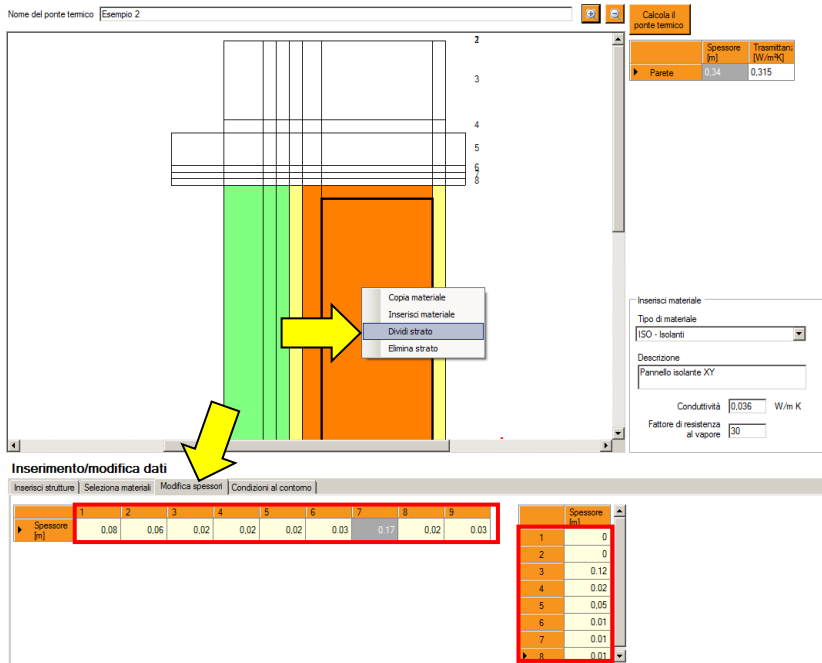 Nome del ponte termico Esempio 2
Calcola il
ponte termico
Spessore
[m]
Trasmittanz
[W/m²K]
Parete 0,34 0,315
2
3
4
5
6
7
8
Copia materiale
Inserisci materiale
Dividi strato
Elimina strato
Inserisci materiale
Tipo di materiale
ISO - Isolanti
Descrizione
Pannello isolante XY
Conduttività 0,036 W/m K
Fattore di resistenza
al vapore 30
Inserimento/modifica dati
Inserisci strutture Seleziona materiali Modifica spessori Condizioni al contorno
1 2 3 4 5 6 7 8 9
Spessore
[m] 0,08 0,06 0,02 0,02 0,02 0.03 0.17 0,02 0.03
Spessore
[m]
1 0
2 0
3 0.12
4 0.02
5 0,05
6 0.01
7 0.01
8 0.01